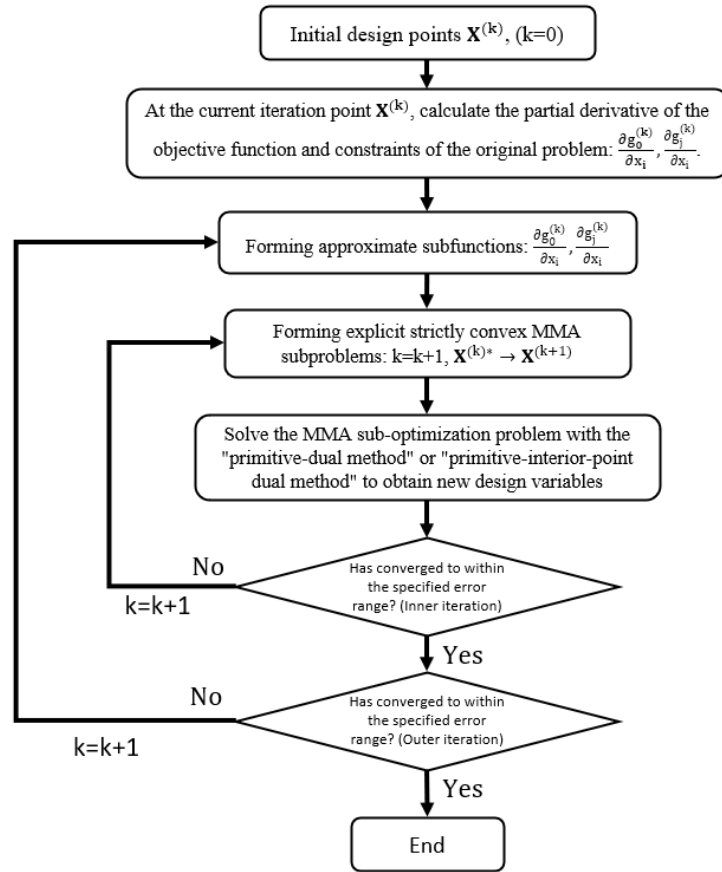 Initial design points X^(k), (k=0)
At the current iteration point X^(k), calculate the partial derivative of the
objective function and constraints of the original problem: ∂g₀^(k)/∂xᵢ, ∂gⱼ^(k)/∂xᵢ.
Forming approximate subfunctions: ∂g₀^(k)/∂xᵢ, ∂gⱼ^(k)/∂xᵢ
Forming explicit strictly convex MMA
subproblems: k=k+1, X^(k)* → X^(k+1)
Solve the MMA sub-optimization problem with the
"primitive-dual method" or "primitive-interior-point
dual method" to obtain new design variables
Has converged to within
the specified error
range? (Inner iteration)
No
k=k+1
Yes
Has converged to within
the specified error
range? (Outer iteration)
No
k=k+1
Yes
End